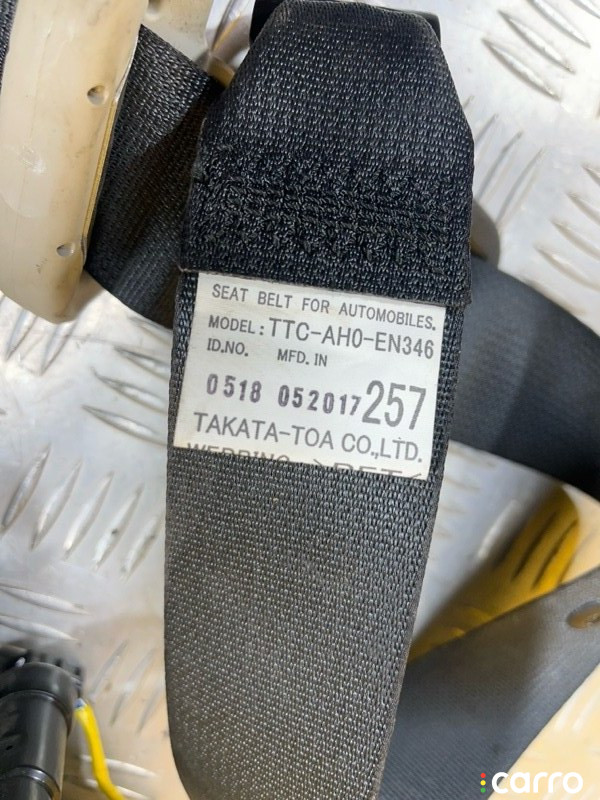 SEAT BELT FOR AUTOMOBILES.
MODEL: TTC-AH0-EN346
ID.NO. MFD. IN
0518 052017 257
TAKATA-TOA CO.,LTD.
carro